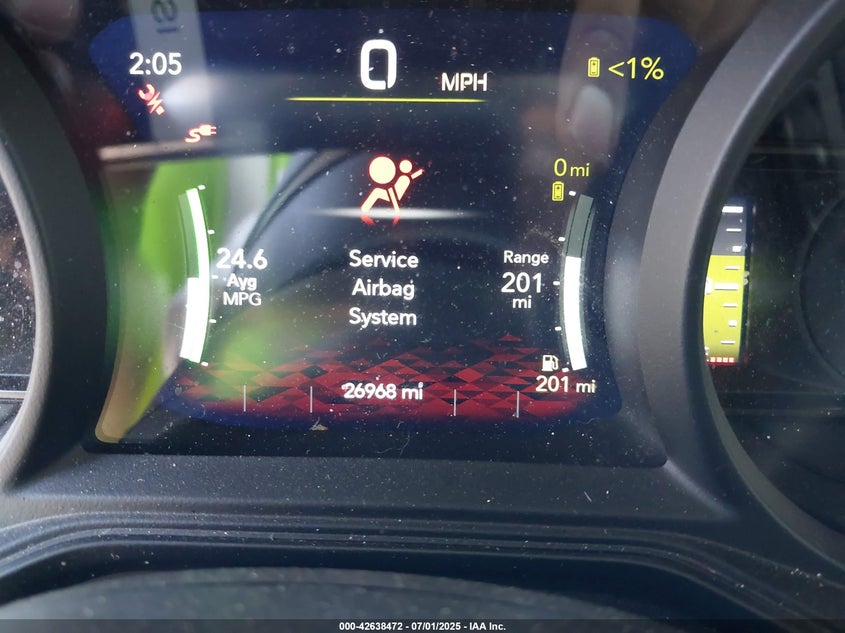 2:05
0 MPH
<1%
0 mi
24.6
Avg
MPG
Service
Airbag
System
Range
201
mi
26968 mi
201 mi
000-42638472 - 07/01/2025 - IAA Inc.